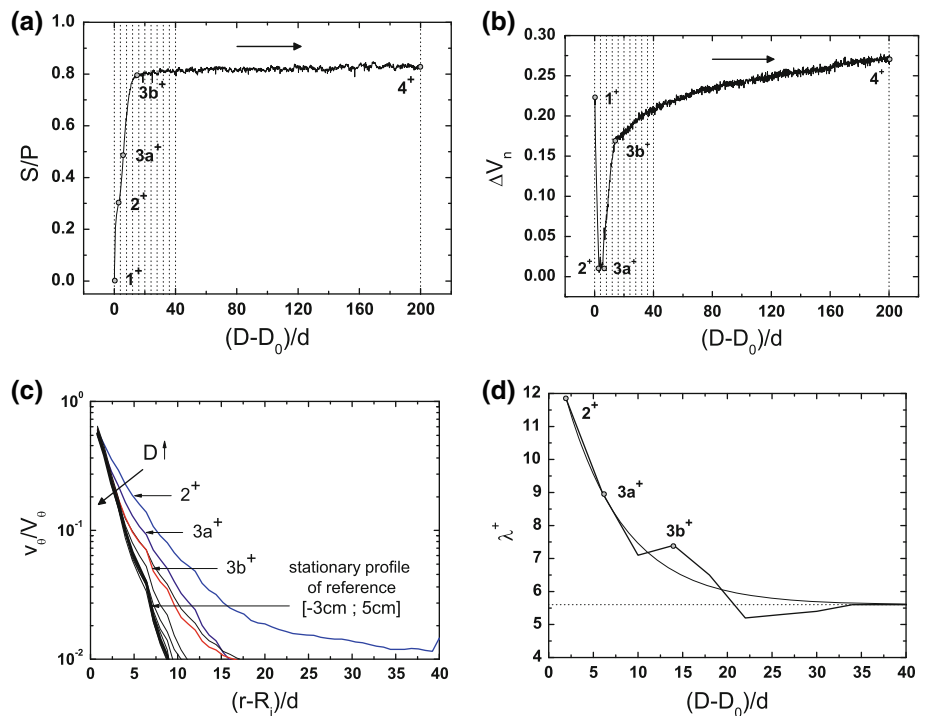 (a)
1.0
0.8
0.6
0.4
0.2
0.0
S/P
1⁺
2⁺
3a⁺
3b⁺
4⁺
0 40 80 120 160 200
(D-D₀)/d
(b)
0.30
0.25
0.20
0.15
0.10
0.05
0.00
ΔVₙ
1⁺
2⁺
3a⁺
3b⁺
4⁺
0 40 80 120 160 200
(D-D₀)/d
(c)
10⁰
10⁻¹
10⁻²
v_θ/V_θ
D
2⁺
3a⁺
3b⁺
stationary profile
of reference
[-3cm ; 5cm]
0 5 10 15 20 25 30 35 40
(r-Rᵢ)/d
(d)
12
11
10
9
8
7
6
5
4
λ⁺
2⁺
3a⁺
3b⁺
0 5 10 15 20 25 30 35 40
(D-D₀)/d